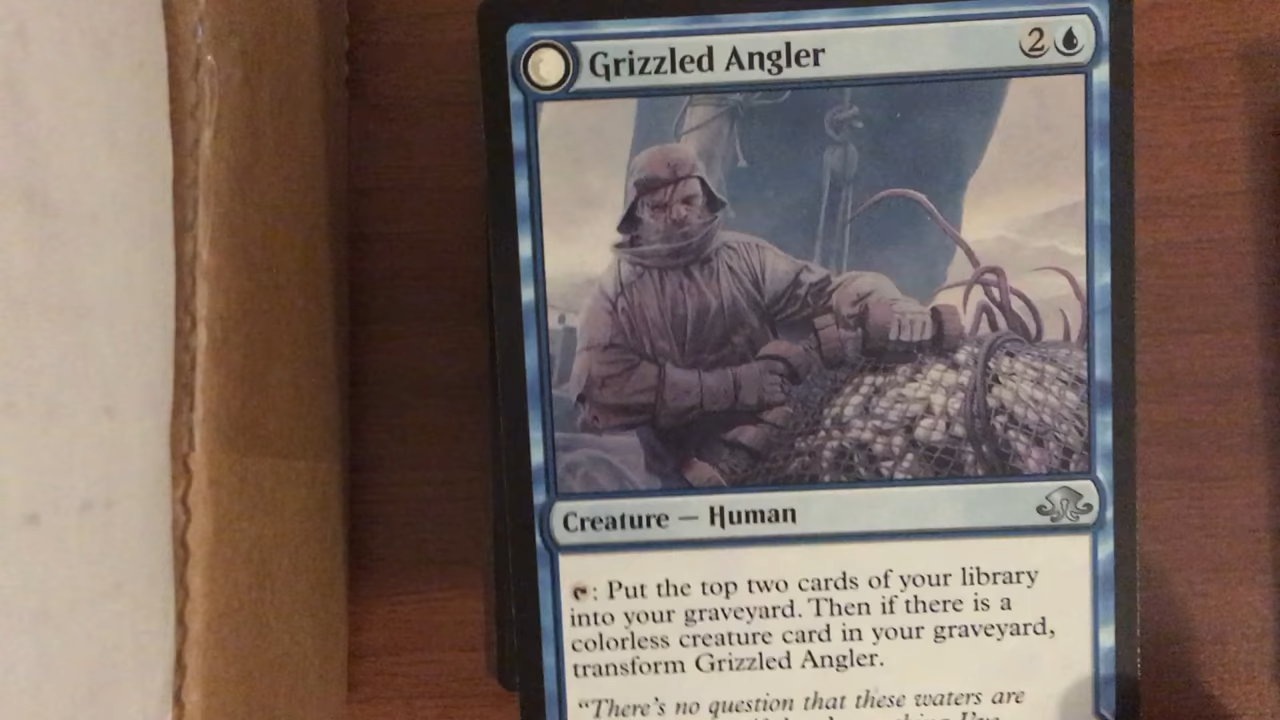 Grizzled Angler 2
Creature — Human
: Put the top two cards of your library
into your graveyard. Then if there is a
colorless creature card in your graveyard,
transform Grizzled Angler.
"There's no question that these waters are